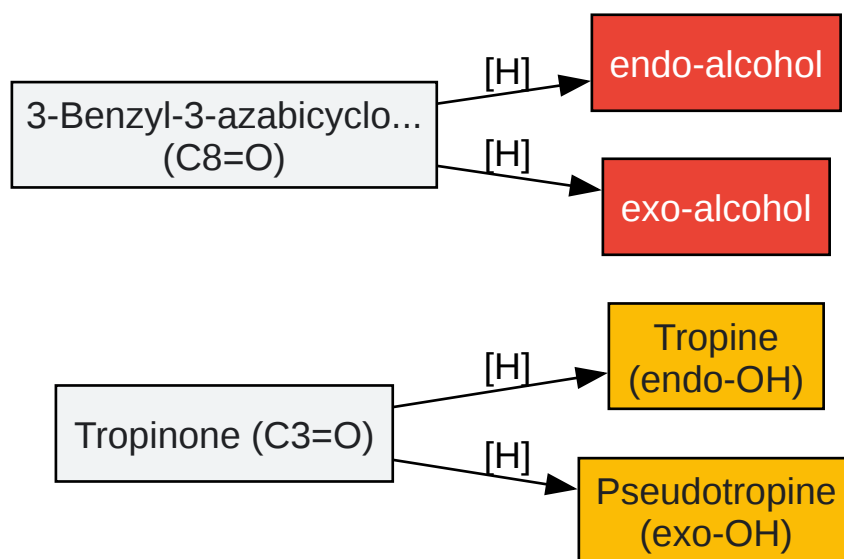 [H]
endo-alcohol
3-Benzyl-3-azabicyclo...
(C8=O)
[H]
exo-alcohol
[H]
Tropine
(endo-OH)
Tropinone (C3=O)
[H]
Pseudotropine
(exo-OH)